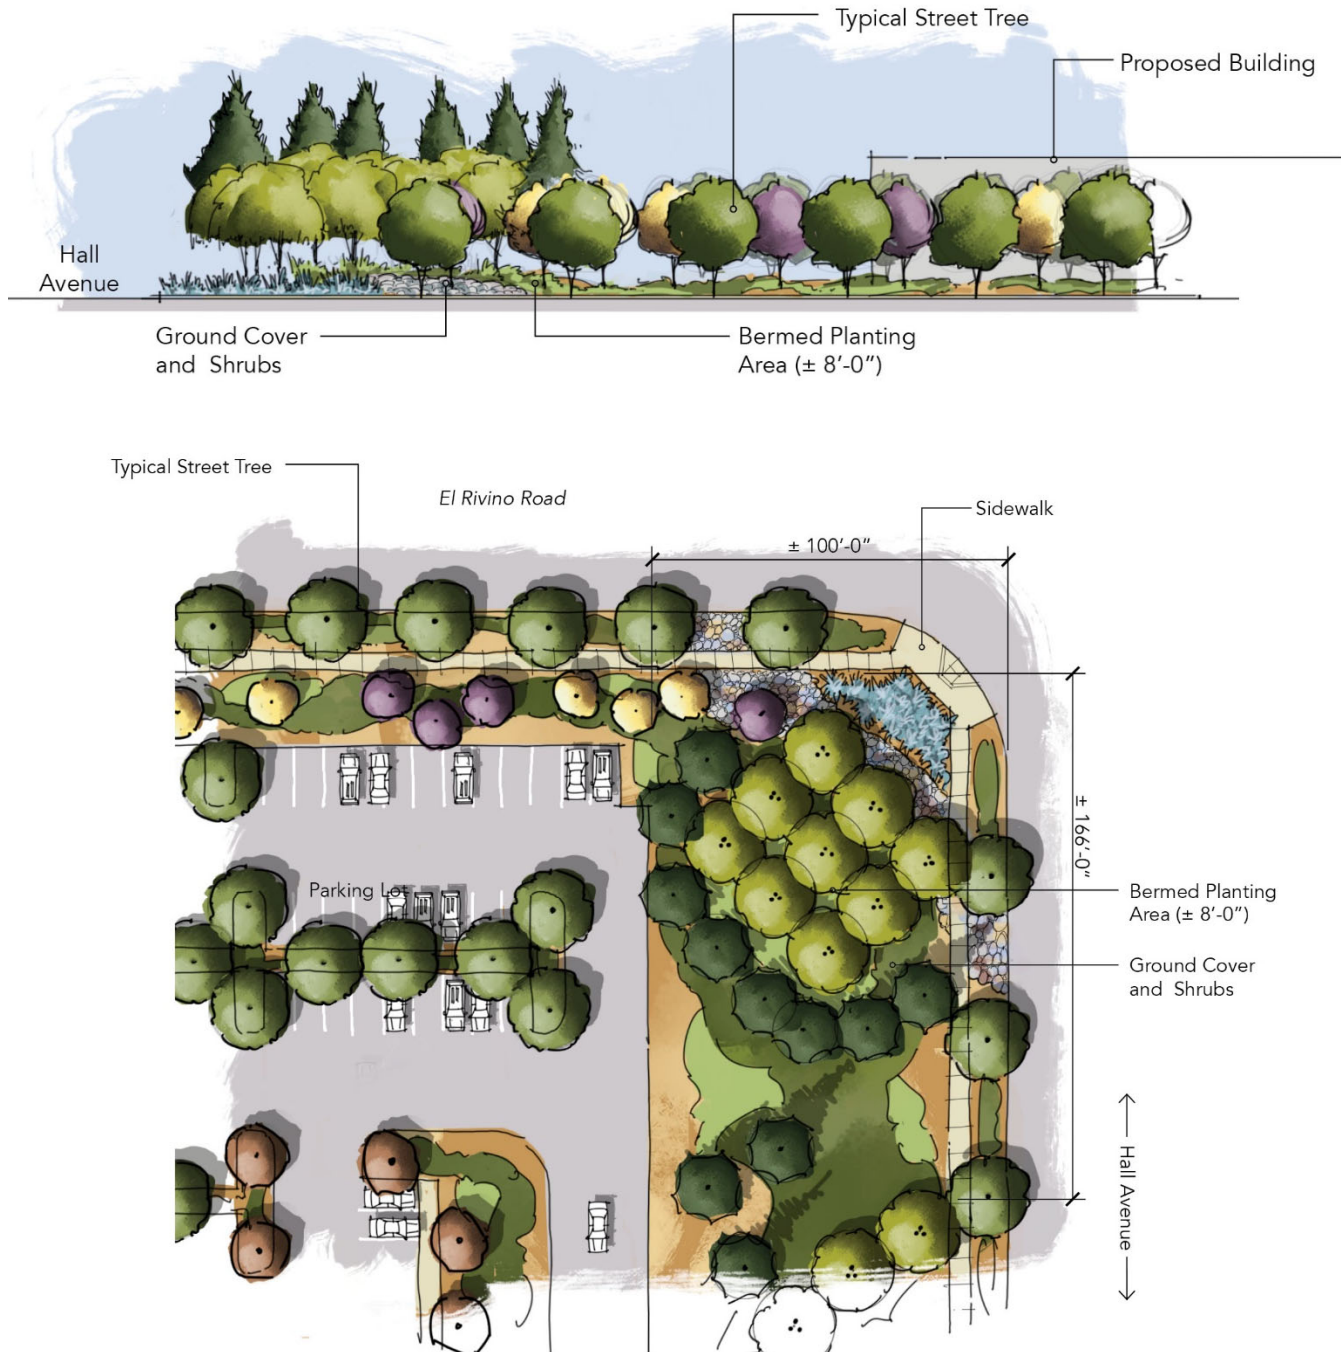 Typical Street Tree
Proposed Building
Hall
Avenue
Ground Cover
and  Shrubs
Bermed Planting
Area (± 8’-0”)
Typical Street Tree
El Rivino Road
Sidewalk
± 100’-0”
± 166’-0”
Parking Lot
Bermed Planting
Area (± 8’-0”)
Ground Cover
and  Shrubs
Hall Avenue